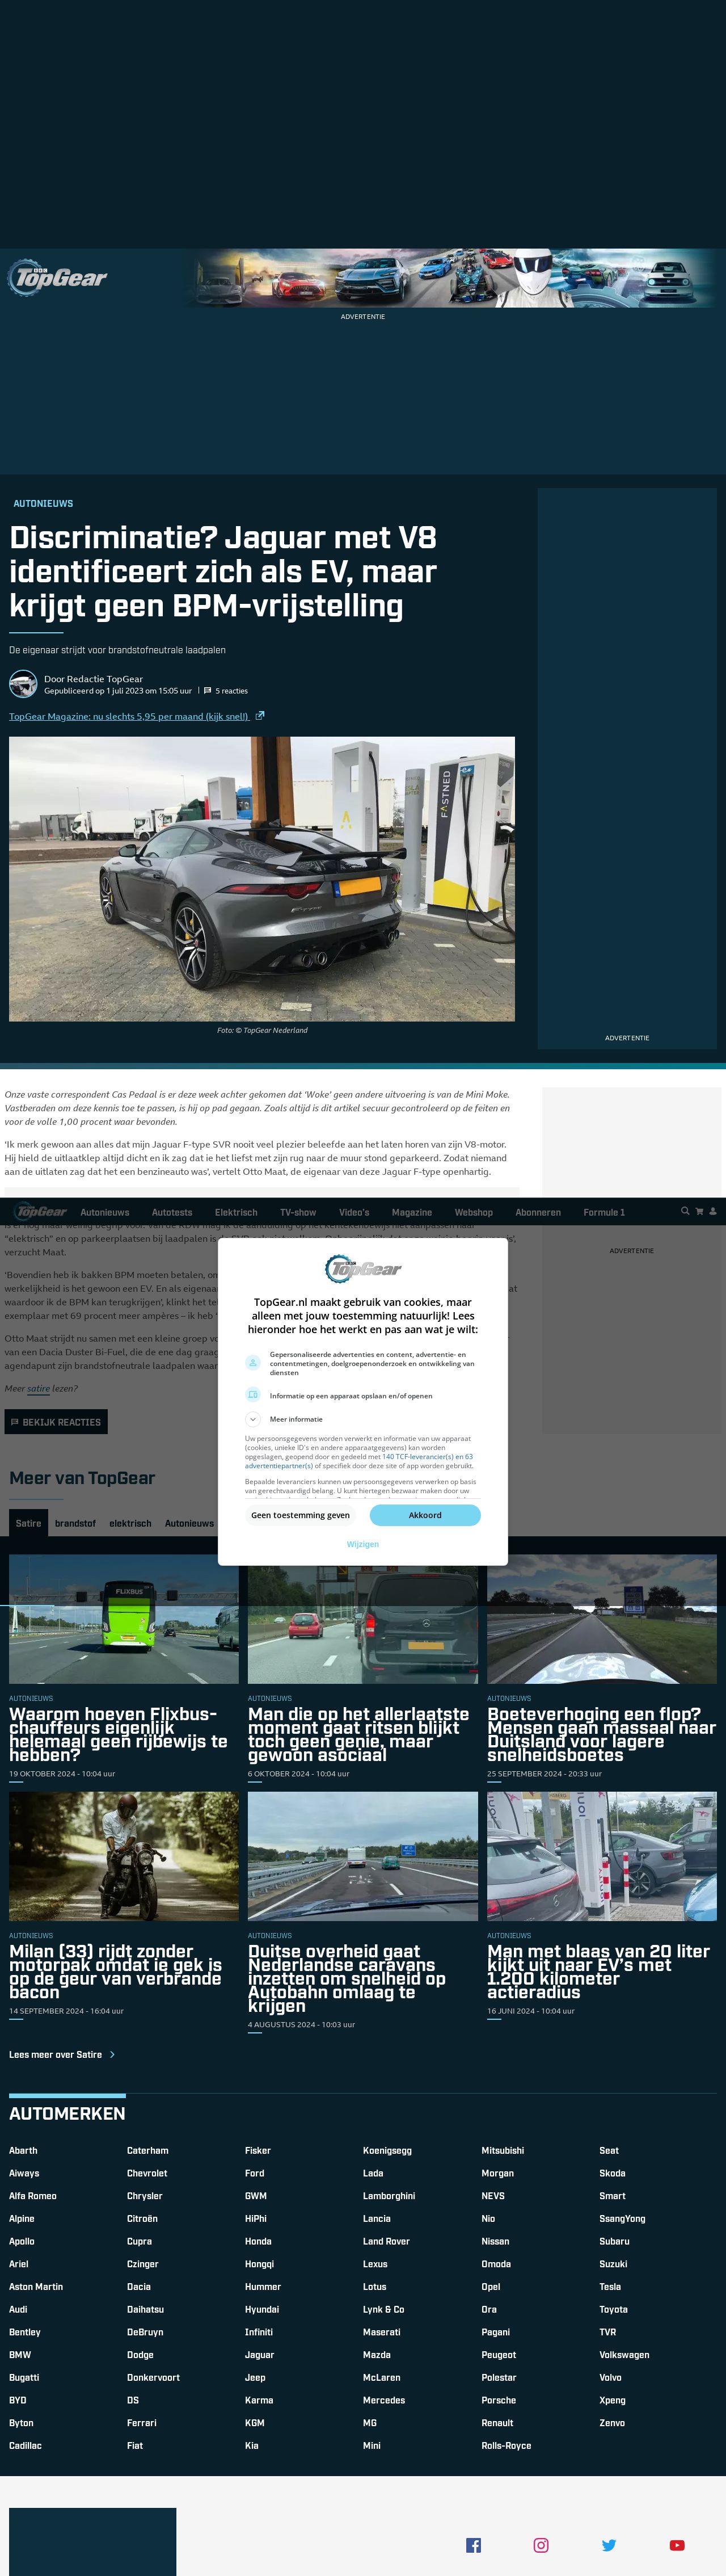 TopGear
ADVERTENTIE
AUTONIEUWS
Discriminatie? Jaguar met V8
identificeert zich als EV, maar
krijgt geen BPM-vrijstelling
De eigenaar strijdt voor brandstofneutrale laadpalen
Door Redactie TopGear
Gepubliceerd op 1 juli 2023 om 15:05 uur
5 reacties
TopGear Magazine: nu slechts 5,95 per maand (kijk snel!)
FASTNED
Foto: © TopGear Nederland
ADVERTENTIE
Onze vaste correspondent Cas Pedaal is er deze week achter gekomen dat 'Woke' geen andere uitvoering is van de Mini Moke.
Vastberaden om deze kennis toe te passen, is hij op pad gegaan. Zoals altijd is dit artikel secuur gecontroleerd op de feiten en
voor de volle 1,00 procent waar bevonden.
'Ik merk gewoon aan alles dat mijn Jaguar F-type SVR nooit veel plezier beleefde aan het laten horen van zijn V8-motor.
Hij hield de uitlaatklep altijd dicht en ik zag dat ie het liefst met zijn rug naar de muur stond geparkeerd. Zodat niemand
aan de uitlaten zag dat het een benzineauto was', vertelt Otto Maat, de eigenaar van deze Jaguar F-type openhartig.
TopGear
Autonieuws
Autotests
Elektrisch
TV-show
Video's
Magazine
Webshop
Abonneren
Formule 1
"elektrisch" en op parkeerplaatsen bij laadpalen is de SVR
verzucht Maat.
ADVERTENTIE
'Bovendien heb ik bakken BPM moeten betalen, om
werkelijkheid is het gewoon een EV. En als eigenaar
waardoor ik de BPM kan terugkrijgen', klinkt het
exemplaar met 69 procent meer ampères – ik heb
Otto Maat strijdt nu samen met een kleine groep
van een Dacia Duster Bi-Fuel, die de ene dag graag
agendapunt zijn brandstofneutrale laadpalen waar
Meer satire lezen?
BEKIJK REACTIES
TopGear
TopGear.nl maakt gebruik van cookies, maar
alleen met jouw toestemming natuurlijk! Lees
hieronder hoe het werkt en pas aan wat je wilt:
Gepersonaliseerde advertenties en content, advertentie- en
contentmetingen, doelgroepenonderzoek en ontwikkeling van
diensten
Informatie op een apparaat opslaan en/of openen
Meer informatie
Uw persoonsgegevens worden verwerkt en informatie van uw apparaat
(cookies, unieke ID's en andere apparaatgegevens) kan worden
opgeslagen, geopend door en gedeeld met 140 TCF-leverancier(s) en 63
advertentiepartner(s) of specifiek door deze site of app worden gebruikt.
Bepaalde leveranciers kunnen uw persoonsgegevens verwerken op basis
van gerechtvaardigd belang. U kunt hiertegen bezwaar maken door uw
Geen toestemming geven
Akkoord
Wijzigen
Meer van TopGear
Satire
brandstof
elektrisch
Autonieuws
FLIXBUS
AUTONIEUWS
Waarom hoeven Flixbus-
chauffeurs eigenlijk
helemaal geen rijbewijs te
hebben?
19 OKTOBER 2024 - 10:04 uur
AUTONIEUWS
Man die op het allerlaatste
moment gaat ritsen blijkt
toch geen genie, maar
gewoon asociaal
6 OKTOBER 2024 - 10:04 uur
AUTONIEUWS
Boeteverhoging een flop?
Mensen gaan massaal naar
Duitsland voor lagere
snelheidsboetes
25 SEPTEMBER 2024 - 20:33 uur
AUTONIEUWS
Milan (33) rijdt zonder
motorpak omdat ie gek is
op de geur van verbrande
bacon
14 SEPTEMBER 2024 - 16:04 uur
AUTONIEUWS
Duitse overheid gaat
Nederlandse caravans
inzetten om snelheid op
Autobahn omlaag te
krijgen
4 AUGUSTUS 2024 - 10:03 uur
AUTONIEUWS
Man met blaas van 20 liter
kijkt uit naar EV's met
1.200 kilometer
actieradius
16 JUNI 2024 - 10:04 uur
Lees meer over Satire
AUTOMERKEN
Abarth
Aiways
Alfa Romeo
Alpine
Apollo
Ariel
Aston Martin
Audi
Bentley
BMW
Bugatti
BYD
Byton
Cadillac
Caterham
Chevrolet
Chrysler
Citroën
Cupra
Czinger
Dacia
Daihatsu
DeBruyn
Dodge
Donkervoort
DS
Ferrari
Fiat
Fisker
Ford
GWM
HiPhi
Honda
Hongqi
Hummer
Hyundai
Infiniti
Jaguar
Jeep
Karma
KGM
Kia
Koenigsegg
Lada
Lamborghini
Lancia
Land Rover
Lexus
Lotus
Lynk & Co
Maserati
Mazda
McLaren
Mercedes
MG
Mini
Mitsubishi
Morgan
NEVS
Nio
Nissan
Omoda
Opel
Ora
Pagani
Peugeot
Polestar
Porsche
Renault
Rolls-Royce
Seat
Skoda
Smart
SsangYong
Subaru
Suzuki
Tesla
Toyota
TVR
Volkswagen
Volvo
Xpeng
Zenvo